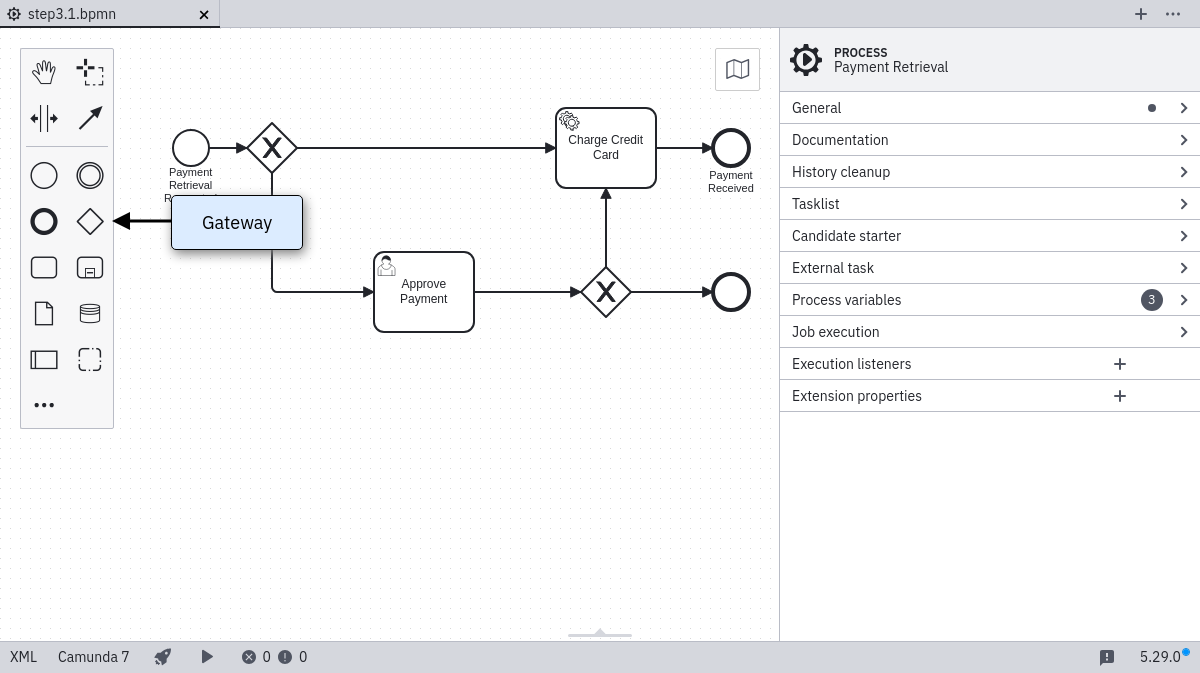 step3.1.bpmn
PROCESS
Payment Retrieval
General
Documentation
History cleanup
Tasklist
Candidate starter
External task
Process variables
3
Job execution
Execution listeners
Extension properties
Payment
Retrieval
Gateway
Charge Credit
Card
Payment
Received
Approve
Payment
XML
Camunda 7
0
0
5.29.0